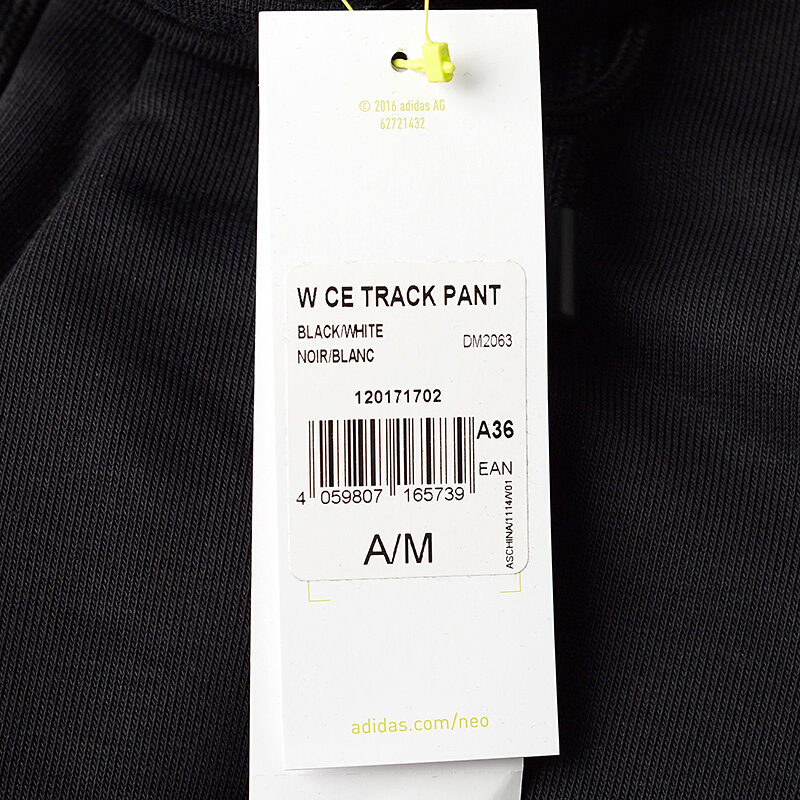 © 2016 adidas AG
62721432
W CE TRACK PANT
BLACK/WHITE
NOIR/BLANC
DM2063
120171702
A36
EAN
4 059807 165739
A/M
ASCHINA/1114/V01
adidas.com/neo